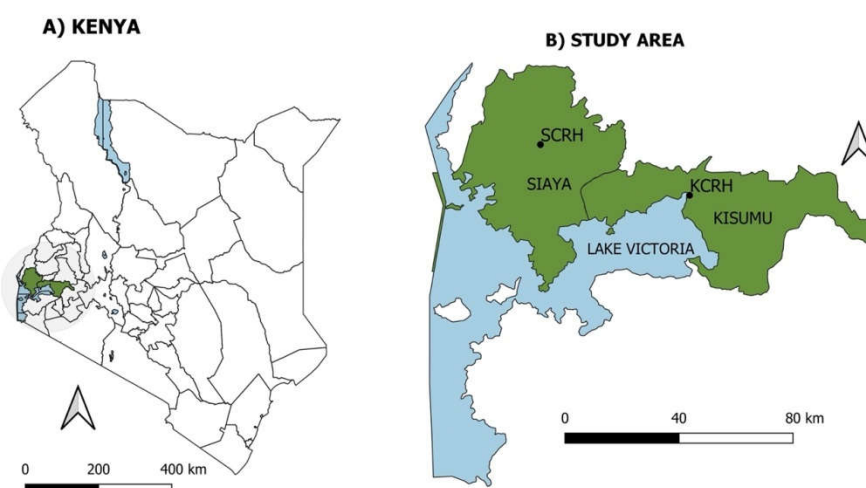 A) KENYA
0 200 400 km
B) STUDY AREA
SCRH
SIAYA
KCRH
KISUMU
LAKE VICTORIA
0 40 80 km